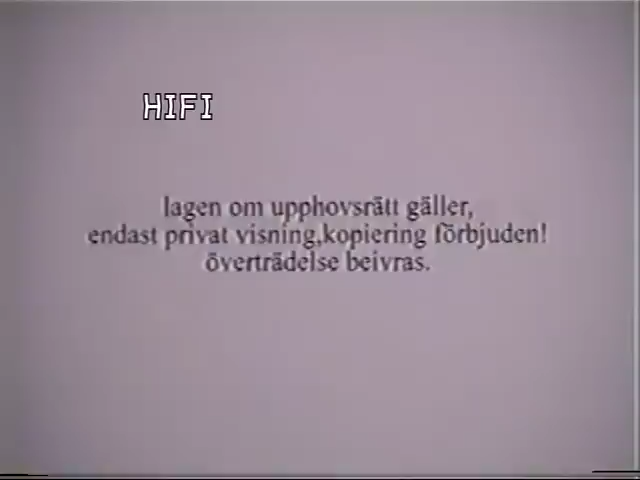 HIFI
lagen om upphovsrätt gäller,
endast privat visning,kopiering förbjuden!
överträdelse beivras.